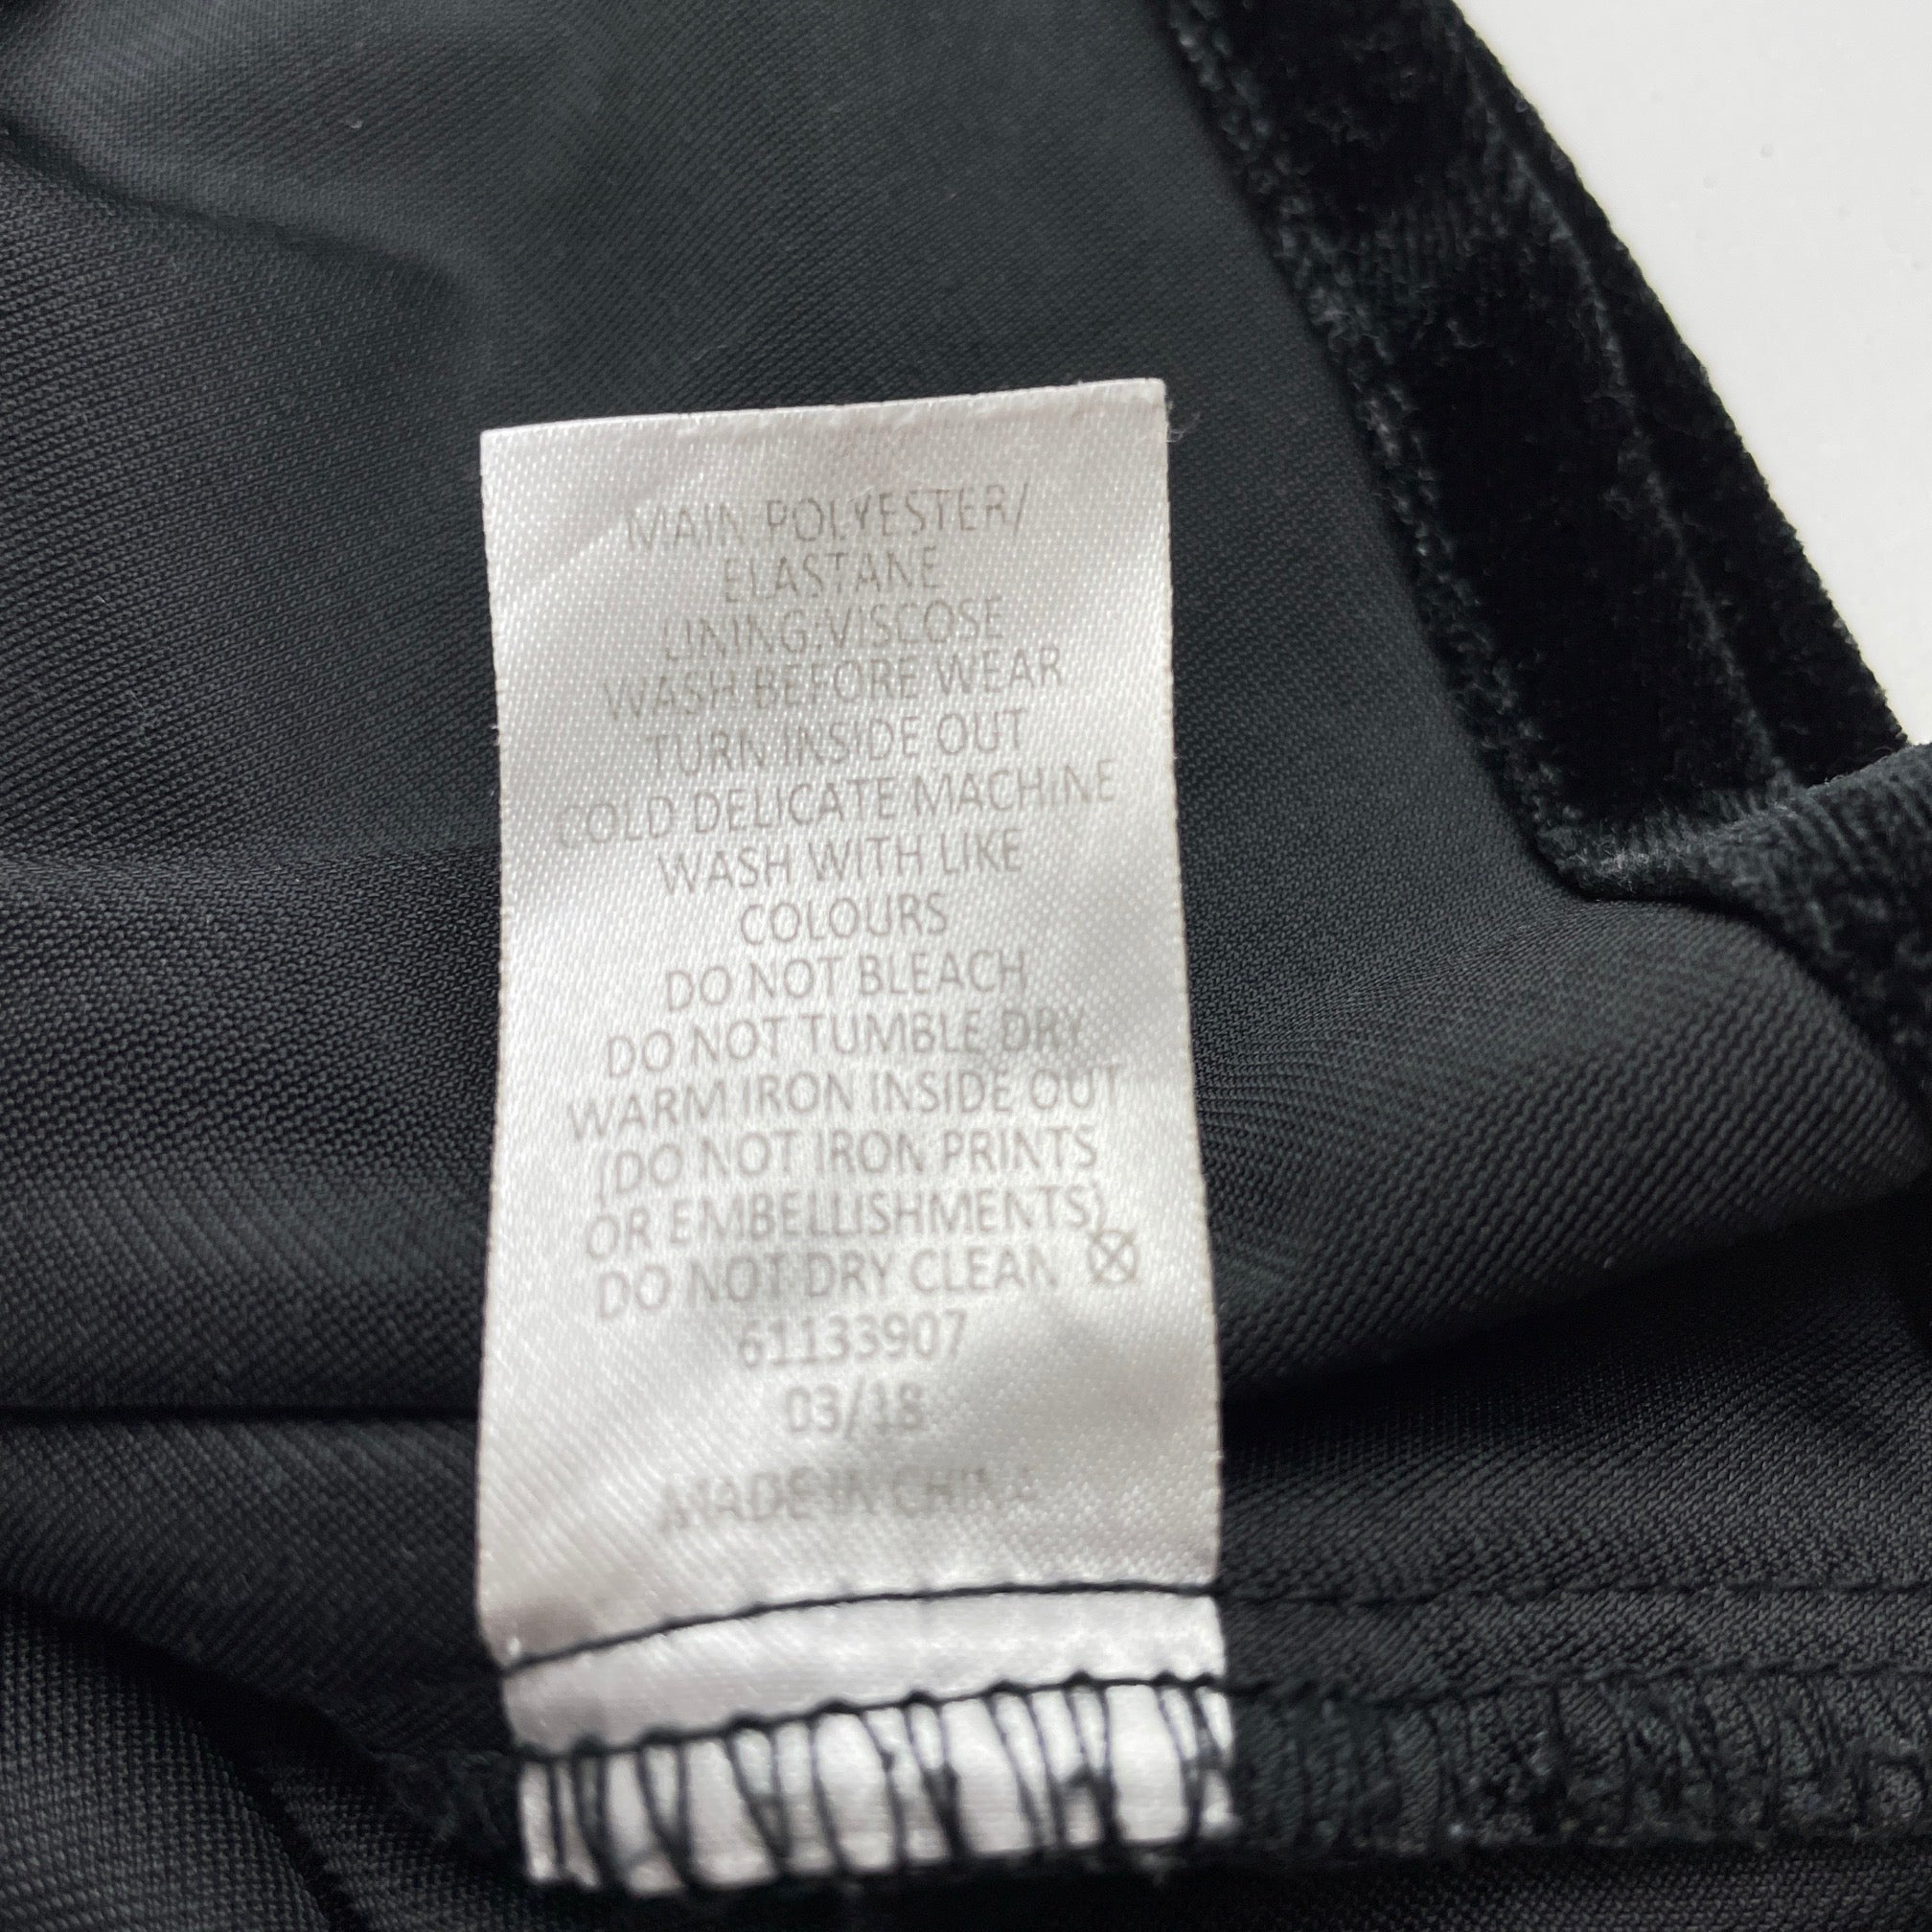 MAIN POLYESTER/
ELASTANE
LINING:VISCOSE
WASH BEFORE WEAR
TURN INSIDE OUT
COLD DELICATE MACHINE
WASH WITH LIKE
COLOURS
DO NOT BLEACH
DO NOT TUMBLE DRY
WARM IRON INSIDE OUT
(DO NOT IRON PRINTS
OR EMBELLISHMENTS)
DO NOT DRY CLEAN
61133907
03/18
MADE IN CHINA